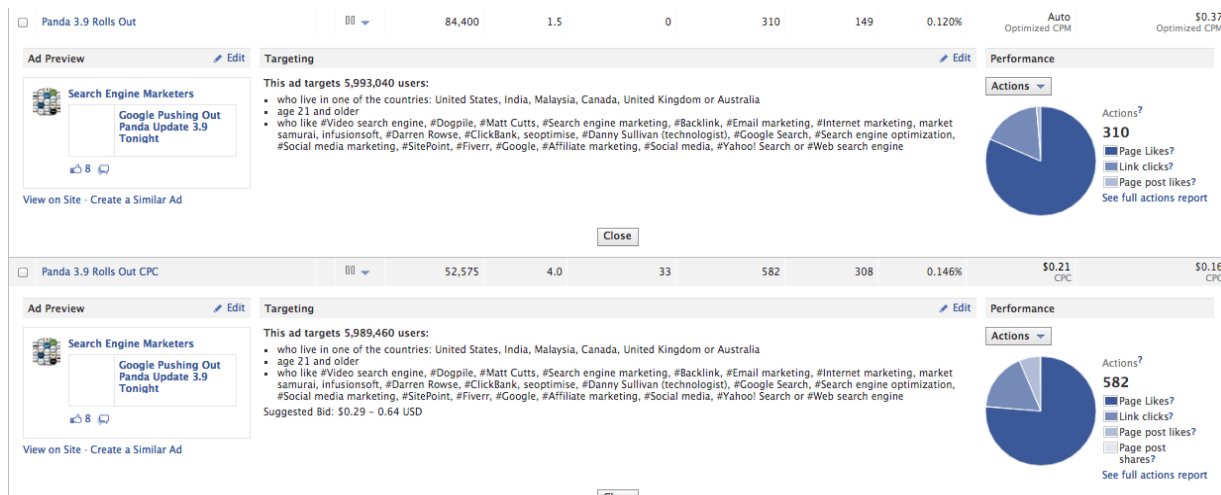 Panda 3.9 Rolls Out 84,400 1.5 0 310 149 0.120% Auto $0.37
Optimized CPM Optimized CPM
Ad Preview Edit Targeting Edit Performance
Search Engine Marketers
Google Pushing Out
Panda Update 3.9
Tonight
8
View on Site · Create a Similar Ad
This ad targets 5,993,040 users:
who live in one of the countries: United States, India, Malaysia, Canada, United Kingdom or Australia
age 21 and older
who like #Video search engine, #Dogpile, #Matt Cutts, #Search engine marketing, #Backlink, #Email marketing, #Internet marketing, market
samurai, infusionsoft, #Darren Rowse, #ClickBank, seoptimise, #Danny Sullivan (technologist), #Google Search, #Search engine optimization,
#Social media marketing, #SitePoint, #Fiverr, #Google, #Affiliate marketing, #Social media, #Yahoo! Search or #Web search engine
Actions
Actions?
310
Page Likes?
Link clicks?
Page post likes?
See full actions report
Close
Panda 3.9 Rolls Out CPC 52,575 4.0 33 582 308 0.146% $0.21 $0.16
CPC CPC
Ad Preview Edit Targeting Edit Performance
Search Engine Marketers
Google Pushing Out
Panda Update 3.9
Tonight
8
View on Site · Create a Similar Ad
This ad targets 5,989,460 users:
who live in one of the countries: United States, India, Malaysia, Canada, United Kingdom or Australia
age 21 and older
who like #Video search engine, #Dogpile, #Matt Cutts, #Search engine marketing, #Backlink, #Email marketing, #Internet marketing, market
samurai, infusionsoft, #Darren Rowse, #ClickBank, seoptimise, #Danny Sullivan (technologist), #Google Search, #Search engine optimization,
#Social media marketing, #SitePoint, #Fiverr, #Google, #Affiliate marketing, #Social media, #Yahoo! Search or #Web search engine
Suggested Bid: $0.29 – 0.64 USD
Actions
Actions?
582
Page Likes?
Link clicks?
Page post likes?
Page post
shares?
See full actions report